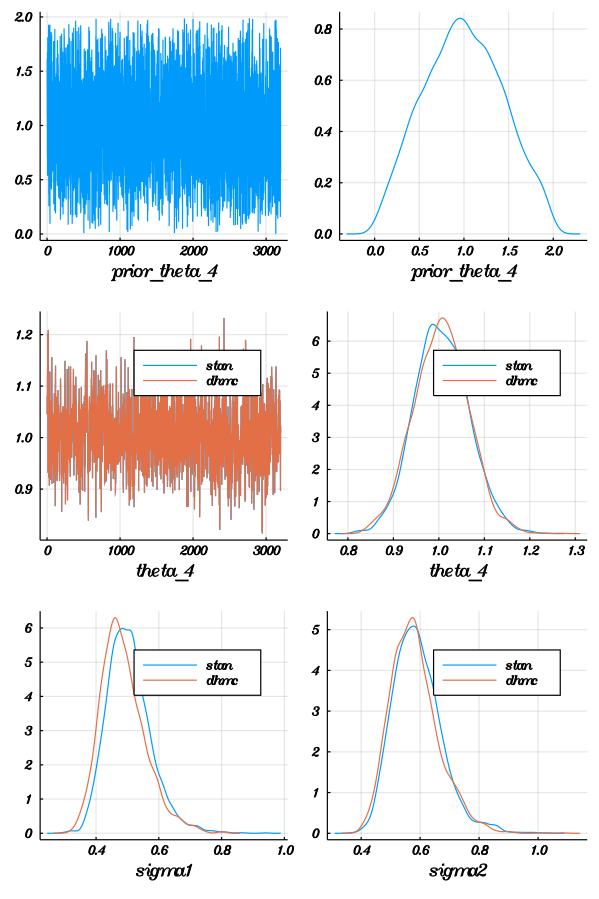 2.0
1.5
1.0
0.5
0.0
0 1000 2000 3000
prior_theta_4
0.8
0.6
0.4
0.2
0.0
0.0 0.5 1.0 1.5 2.0
prior_theta_4
1.2
1.1
1.0
0.9
stan
dhmc
0 1000 2000 3000
theta_4
6
5
4
3
2
1
0
stan
dhmc
0.8 0.9 1.0 1.1 1.2 1.3
theta_4
6
5
4
3
2
1
0
stan
dhmc
0.4 0.6 0.8 1.0
sigma1
5
4
3
2
1
0
stan
dhmc
0.4 0.6 0.8 1.0
sigma2